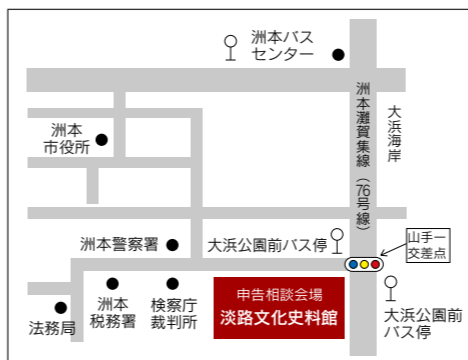 洲本バス
センター
洲本灘賀集線（76号線）
大浜海岸
洲本
市役所
山手一
交差点
洲本警察署
大浜公園前バス停
申告相談会場
淡路文化史料館
大浜公園前
バス停
法務局
洲本
税務署
検察庁
裁判所